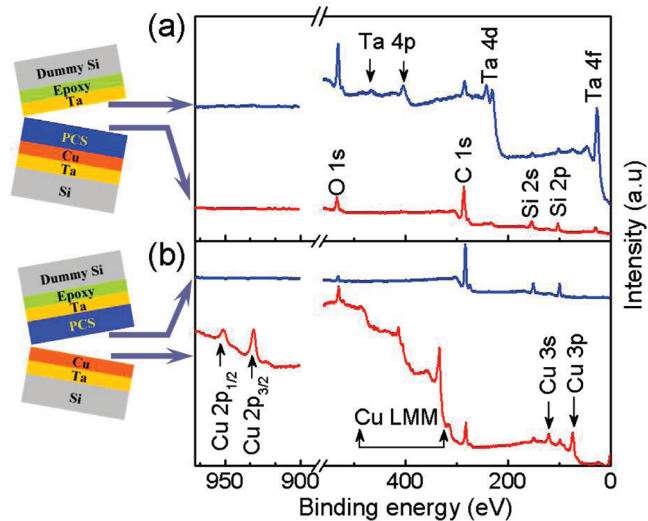 (a)
Dummy Si
Epoxy
Ta
PCS
Cu
Ta
Si
Ta 4p
Ta 4d
Ta 4f
O 1s
C 1s
Si 2s
Si 2p
(b)
Dummy Si
Epoxy
Ta
PCS
Cu
Ta
Si
Cu 2p1/2
Cu 2p3/2
Cu LMM
Cu 3s
Cu 3p
950 900 400 200 0
Binding energy (eV)
Intensity (a.u)